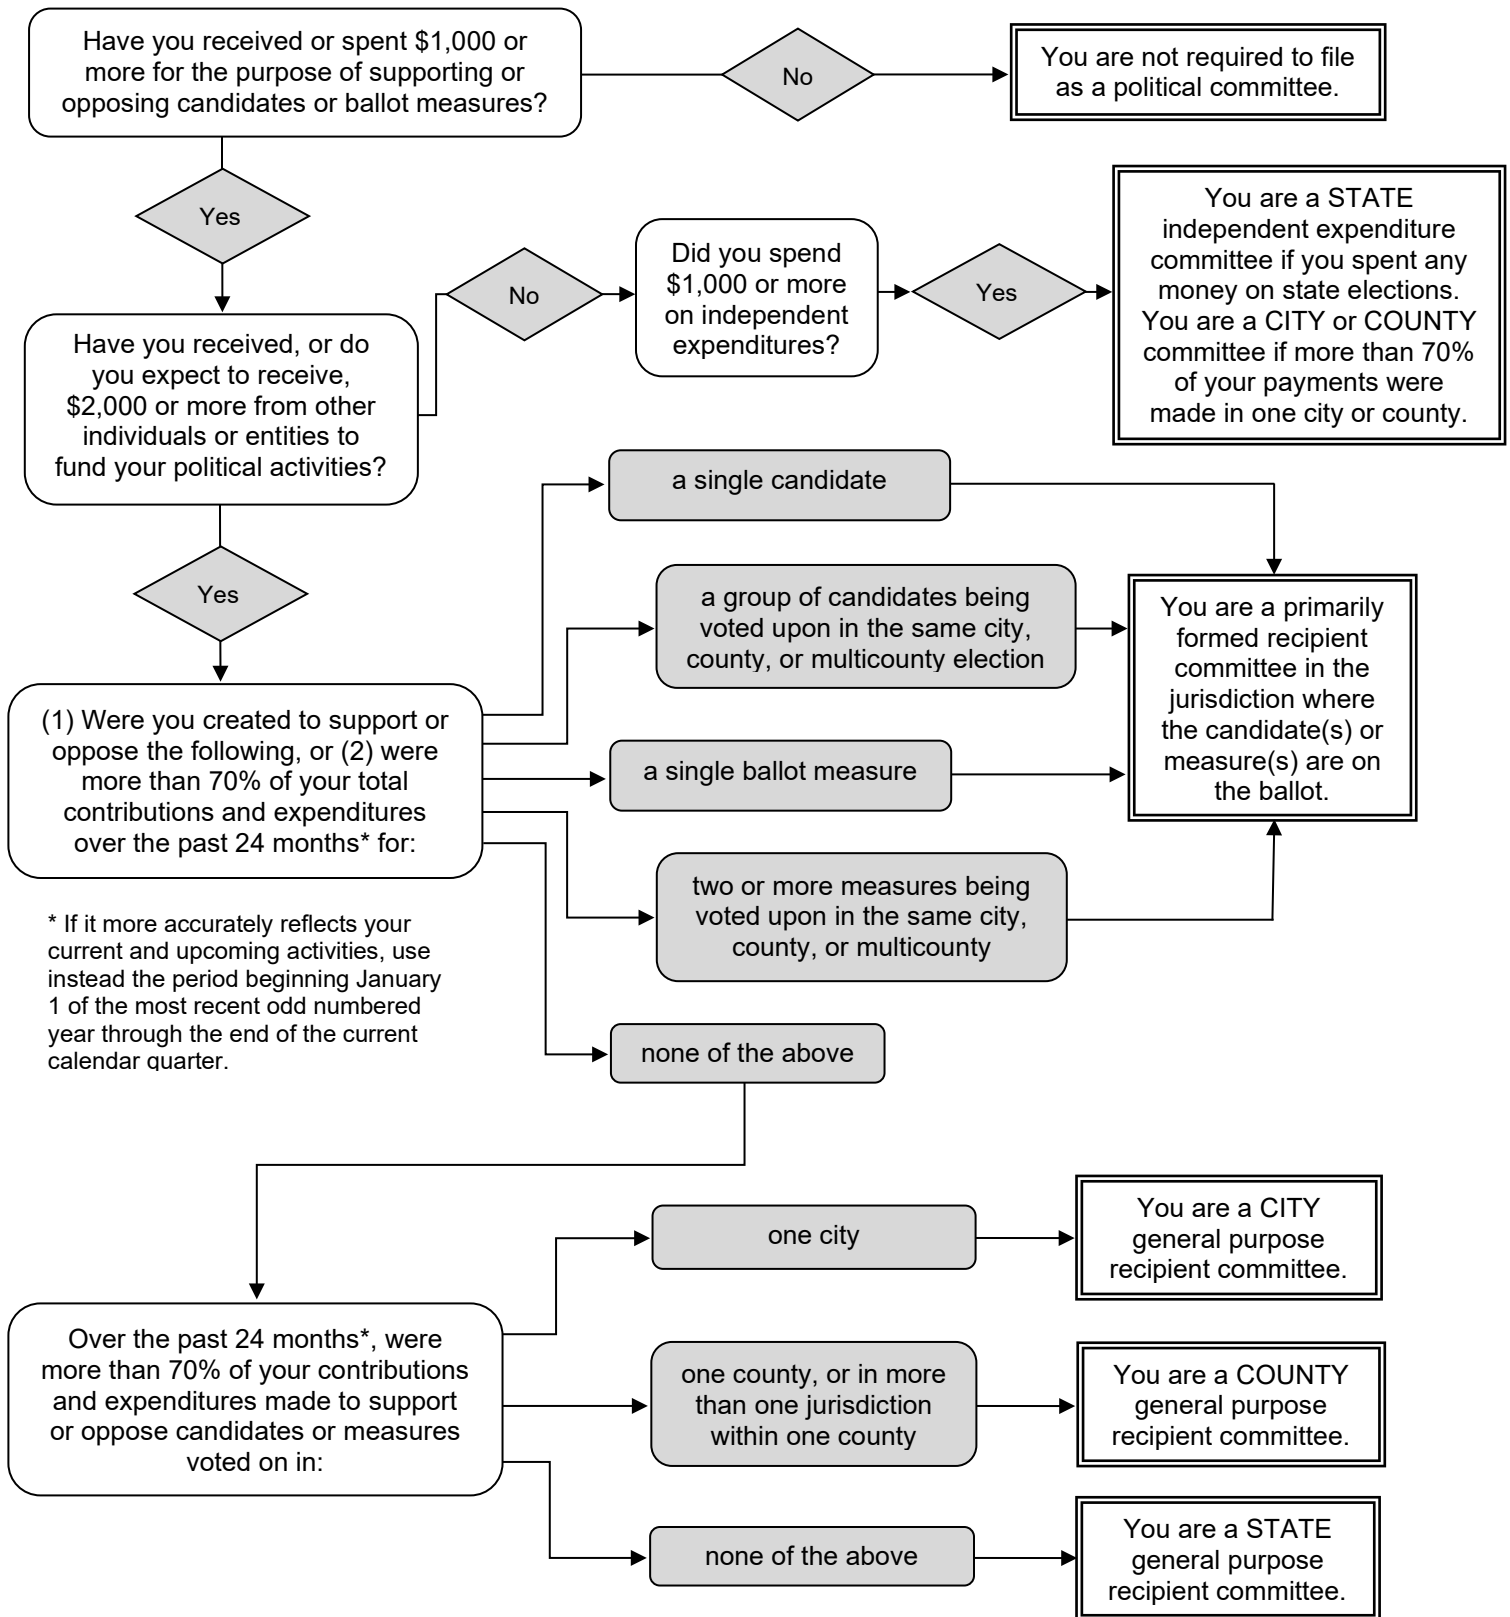 Have you received or spent $1,000 or
more for the purpose of supporting or
opposing candidates or ballot measures?
No
You are not required to file
as a political committee.
Yes
Have you received, or do
you expect to receive,
$2,000 or more from other
individuals or entities to
fund your political activities?
No
Did you spend
$1,000 or more
on independent
expenditures?
Yes
You are a STATE
independent expenditure
committee if you spent any
money on state elections.
You are a CITY or COUNTY
committee if more than 70%
of your payments were
made in one city or county.
Yes
(1) Were you created to support or
oppose the following, or (2) were
more than 70% of your total
contributions and expenditures
over the past 24 months* for:
a single candidate
a group of candidates being
voted upon in the same city,
county, or multicounty election
a single ballot measure
two or more measures being
voted upon in the same city,
county, or multicounty
none of the above
You are a primarily
formed recipient
committee in the
jurisdiction where
the candidate(s) or
measure(s) are on
the ballot.
* If it more accurately reflects your
current and upcoming activities, use
instead the period beginning January
1 of the most recent odd numbered
year through the end of the current
calendar quarter.
Over the past 24 months*, were
more than 70% of your contributions
and expenditures made to support
or oppose candidates or measures
voted on in:
one city
You are a CITY
general purpose
recipient committee.
one county, or in more
than one jurisdiction
within one county
You are a COUNTY
general purpose
recipient committee.
none of the above
You are a STATE
general purpose
recipient committee.